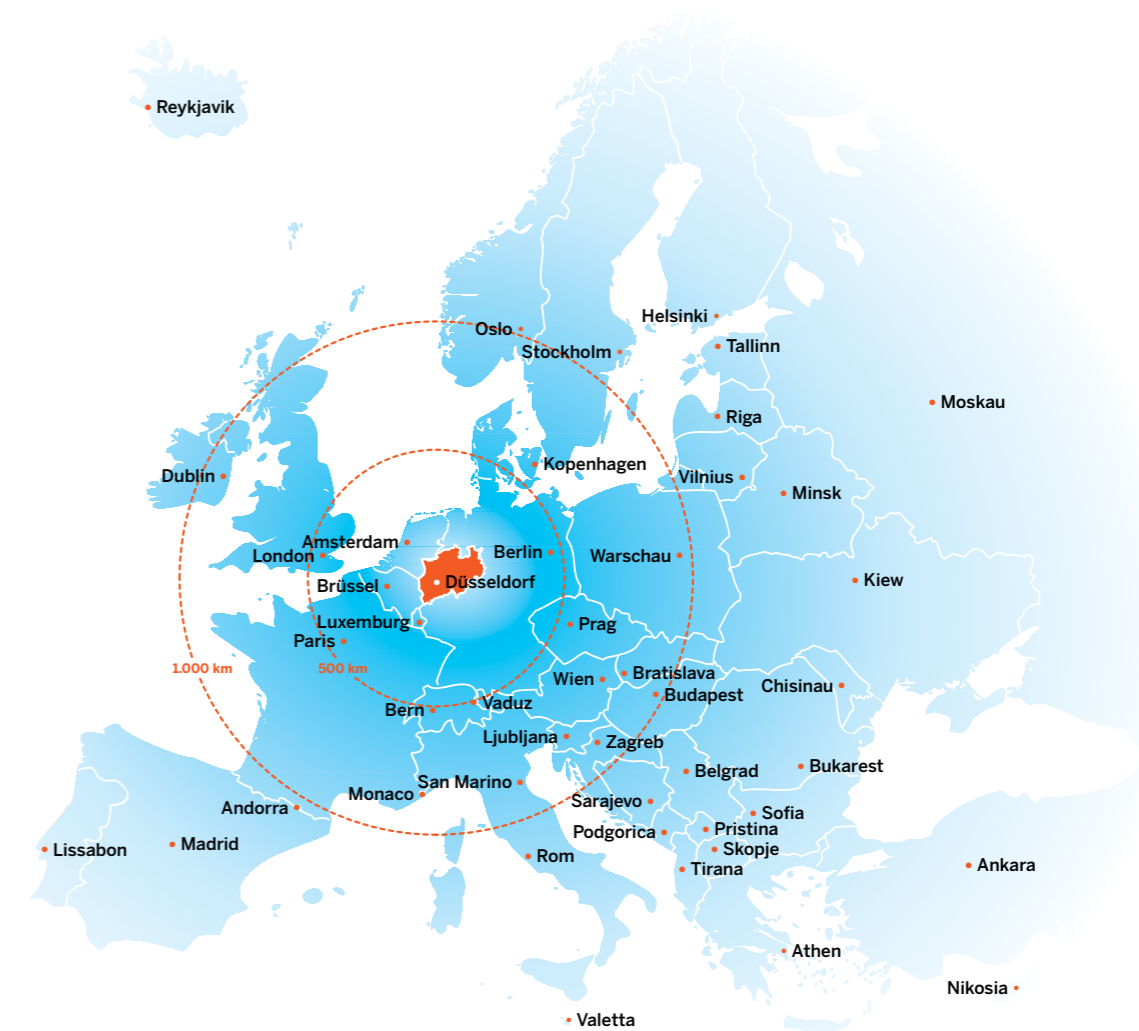 Reykjavik
Oslo
Helsinki
Stockholm
Tallinn
Moskau
Riga
Kopenhagen
Dublin
Vilnius
Minsk
Amsterdam
London
Berlin
Warschau
Brüssel
Düsseldorf
Kiew
Luxemburg
Prag
Paris
1.000 km
500 km
Wien
Bratislava
Chisinau
Budapest
Bern
Vaduz
Ljubljana
Zagreb
Belgrad
Bukarest
San Marino
Monaco
Sarajevo
Andorra
Sofia
Podgorica
Pristina
Madrid
Lissabon
Skopje
Rom
Tirana
Ankara
Athen
Nikosia
Valetta